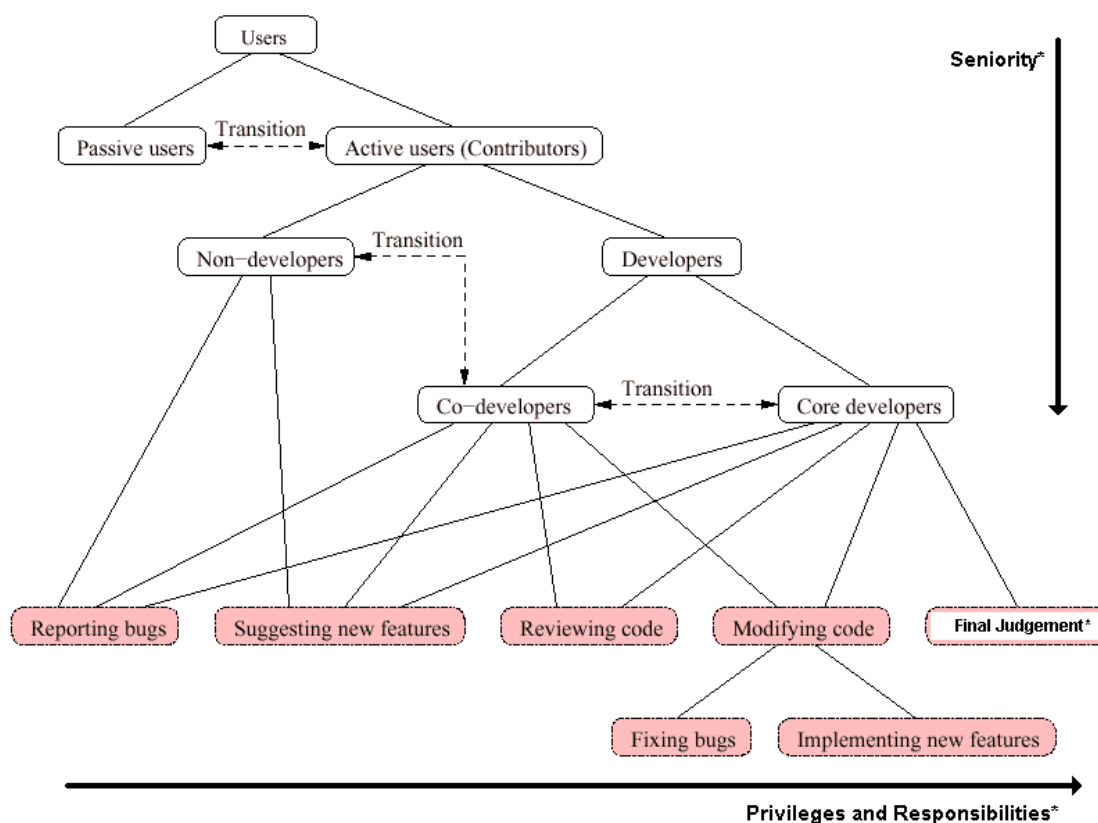 Users
Seniority*
Transition
Passive users
Active users (Contributors)
Transition
Non-developers
Developers
Transition
Co-developers
Core developers
Reporting bugs
Suggesting new features
Reviewing code
Modifying code
Final Judgement*
Fixing bugs
Implementing new features
Privileges and Responsibilities*